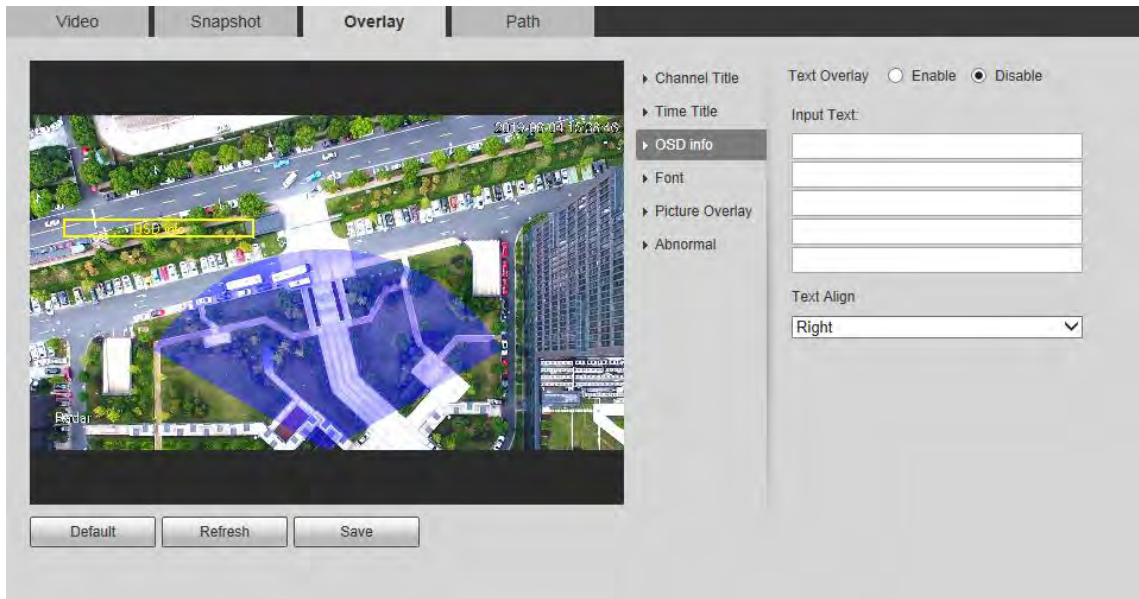 Video Snapshot Overlay Path
Channel Title
Time Title
OSD info
Font
Picture Overlay
Abnormal
Text Overlay Enable Disable
Input Text:
Text Align
Right
OSD info
Radar
Default Refresh Save